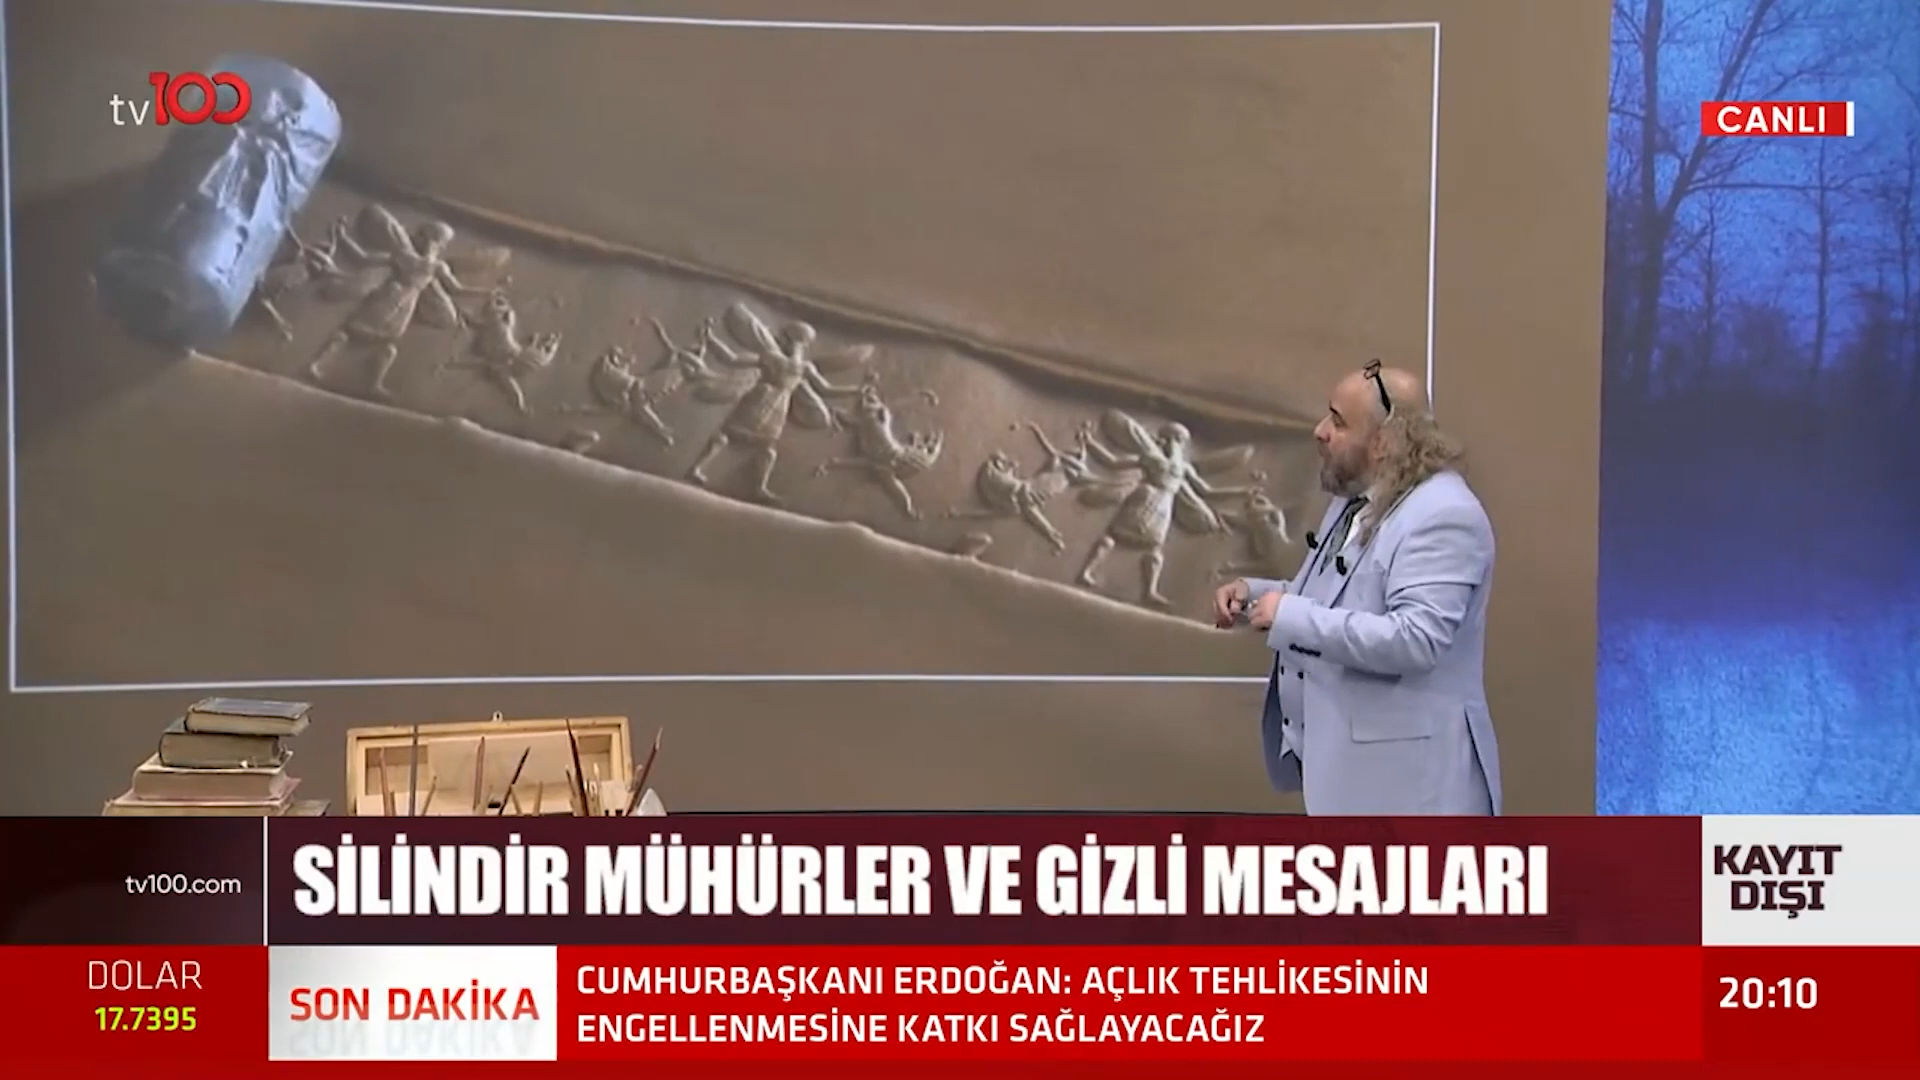 tv100
CANLI
tv100.com
SİLİNDİR MÜHÜRLER VE GİZLİ MESAJLARI
KAYIT
DIŞI
DOLAR
17.7395
SON DAKİKA
CUMHURBAŞKANI ERDOĞAN: AÇLIK TEHLİKESİNİN
ENGELLENMESİNE KATKI SAĞLAYACAĞIZ
20:10